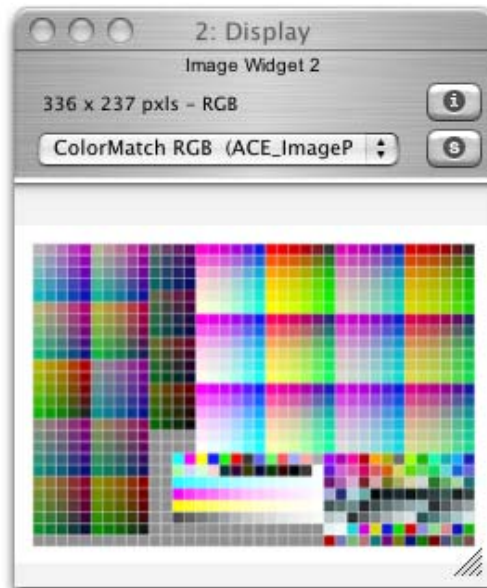 2: Display
Image Widget 2
336 x 237 pxls – RGB
i
ColorMatch RGB (ACE_ImageP
S